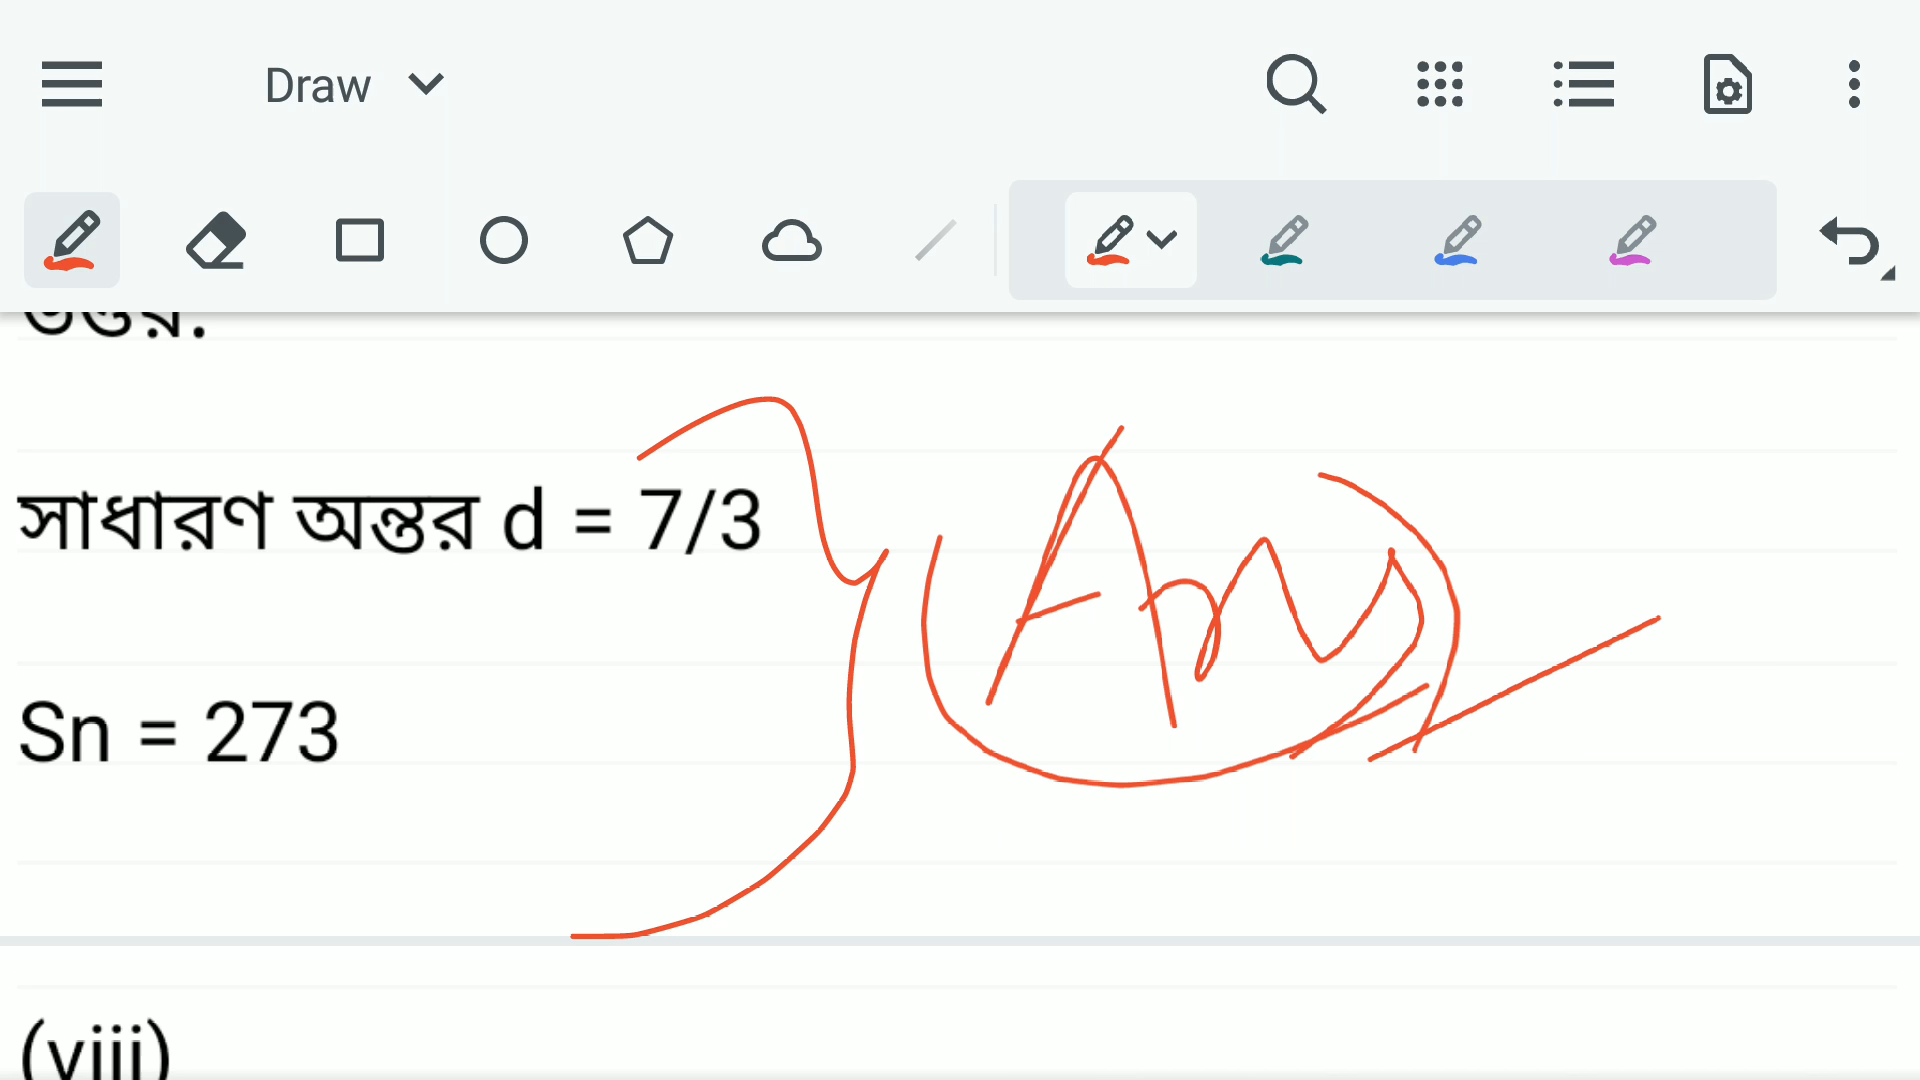 Draw
উত্তর:
সাধারণ অন্তর d = 7/3
(Ans)
Sn = 273
(viii)